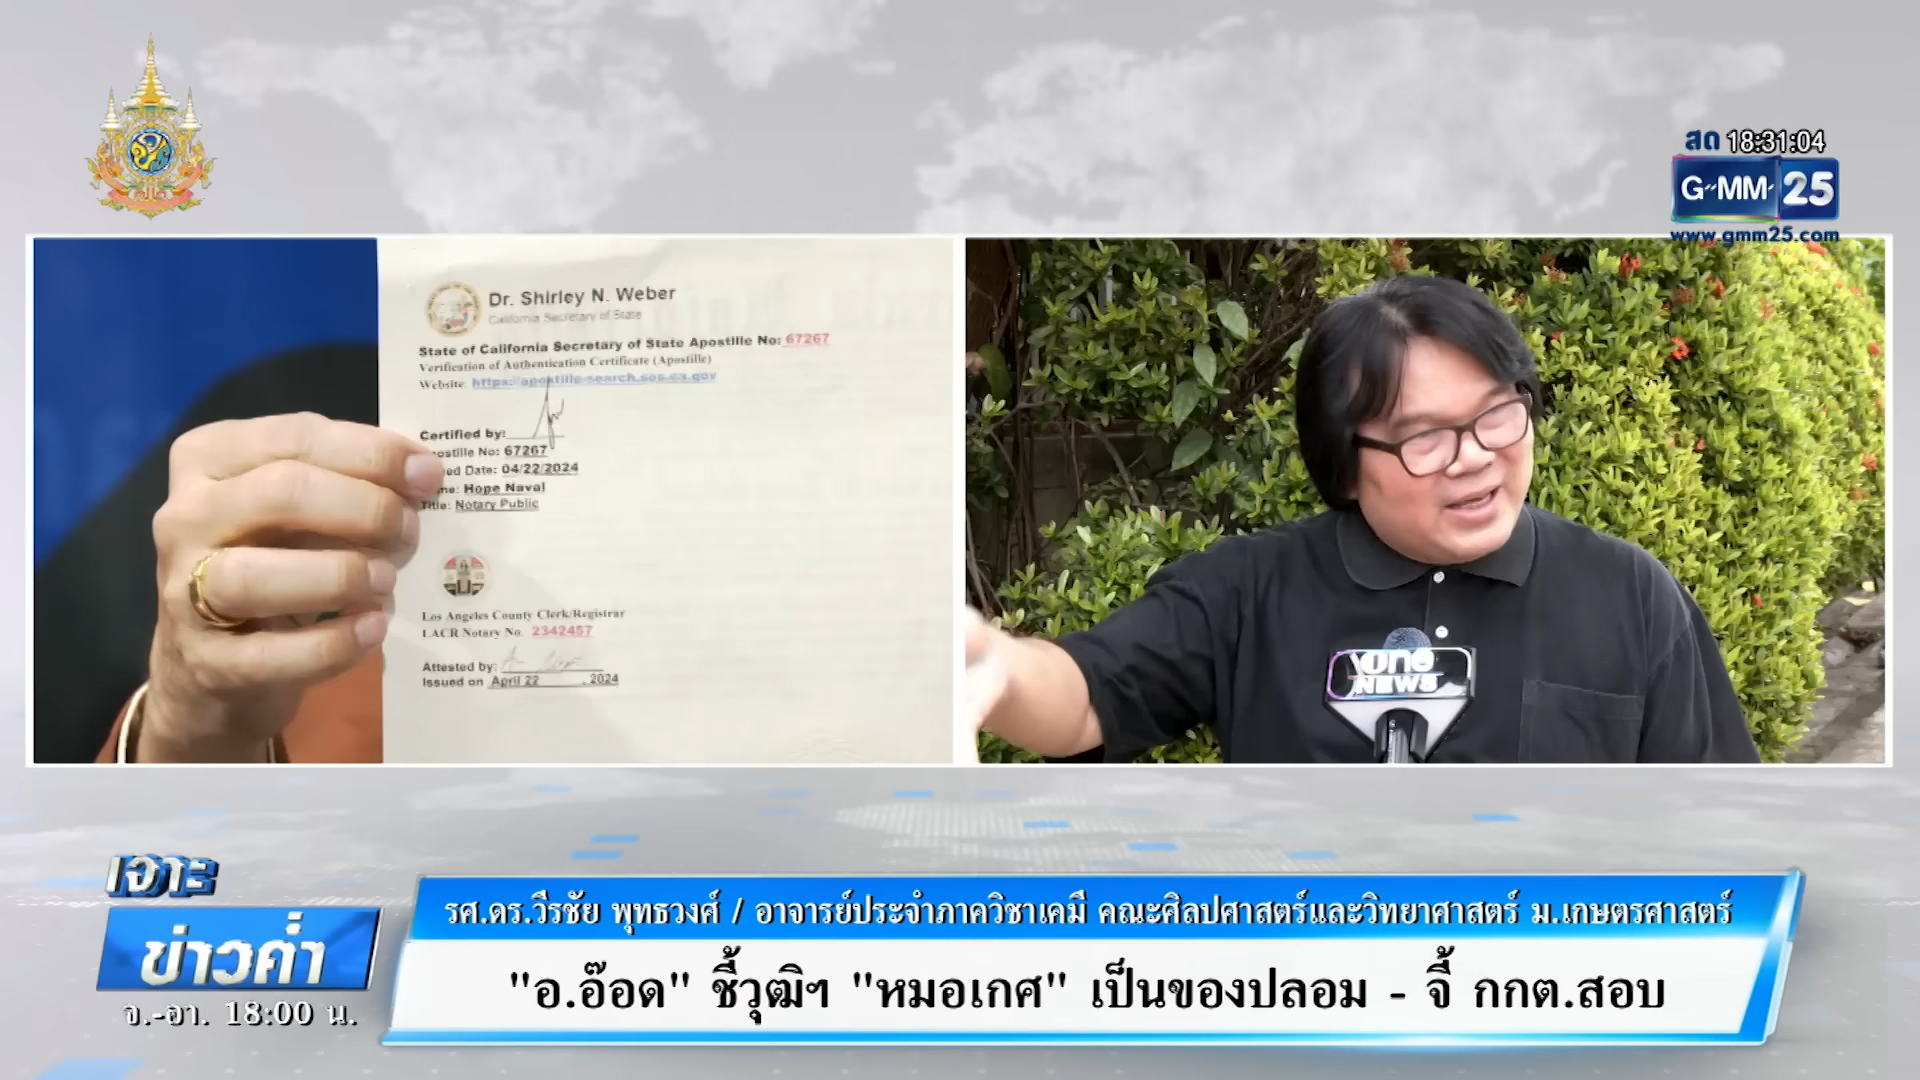 สด 18:31:04
GMM 25
www.gmm25.com
Dr. Shirley N. Weber
California Secretary of State
State of California Secretary of State Apostille No: 67267
Verification of Authentication Certificate (Apostille)
Website: https://apostille-search.sos.ca.gov
Certified by:
ostille No: 67267
ed Date: 04/22/2024
me: Hope Naval
Title: Notary Public
Los Angeles County Clerk/Registrar
LACR Notary No. 2342457
Attested by:
Issued on April 22, 2024
one
NEWS
เจาะ
ข่าวค่ำ
จ.-อา. 18:00 น.
รศ.ดร.วีรชัย พุทธวงศ์ / อาจารย์ประจำภาควิชาเคมี คณะศิลปศาสตร์และวิทยาศาสตร์ ม.เกษตรศาสตร์
"อ.อ๊อด" ชี้วุฒิฯ "หมอเกศ" เป็นของปลอม - จี้ กกต.สอบ